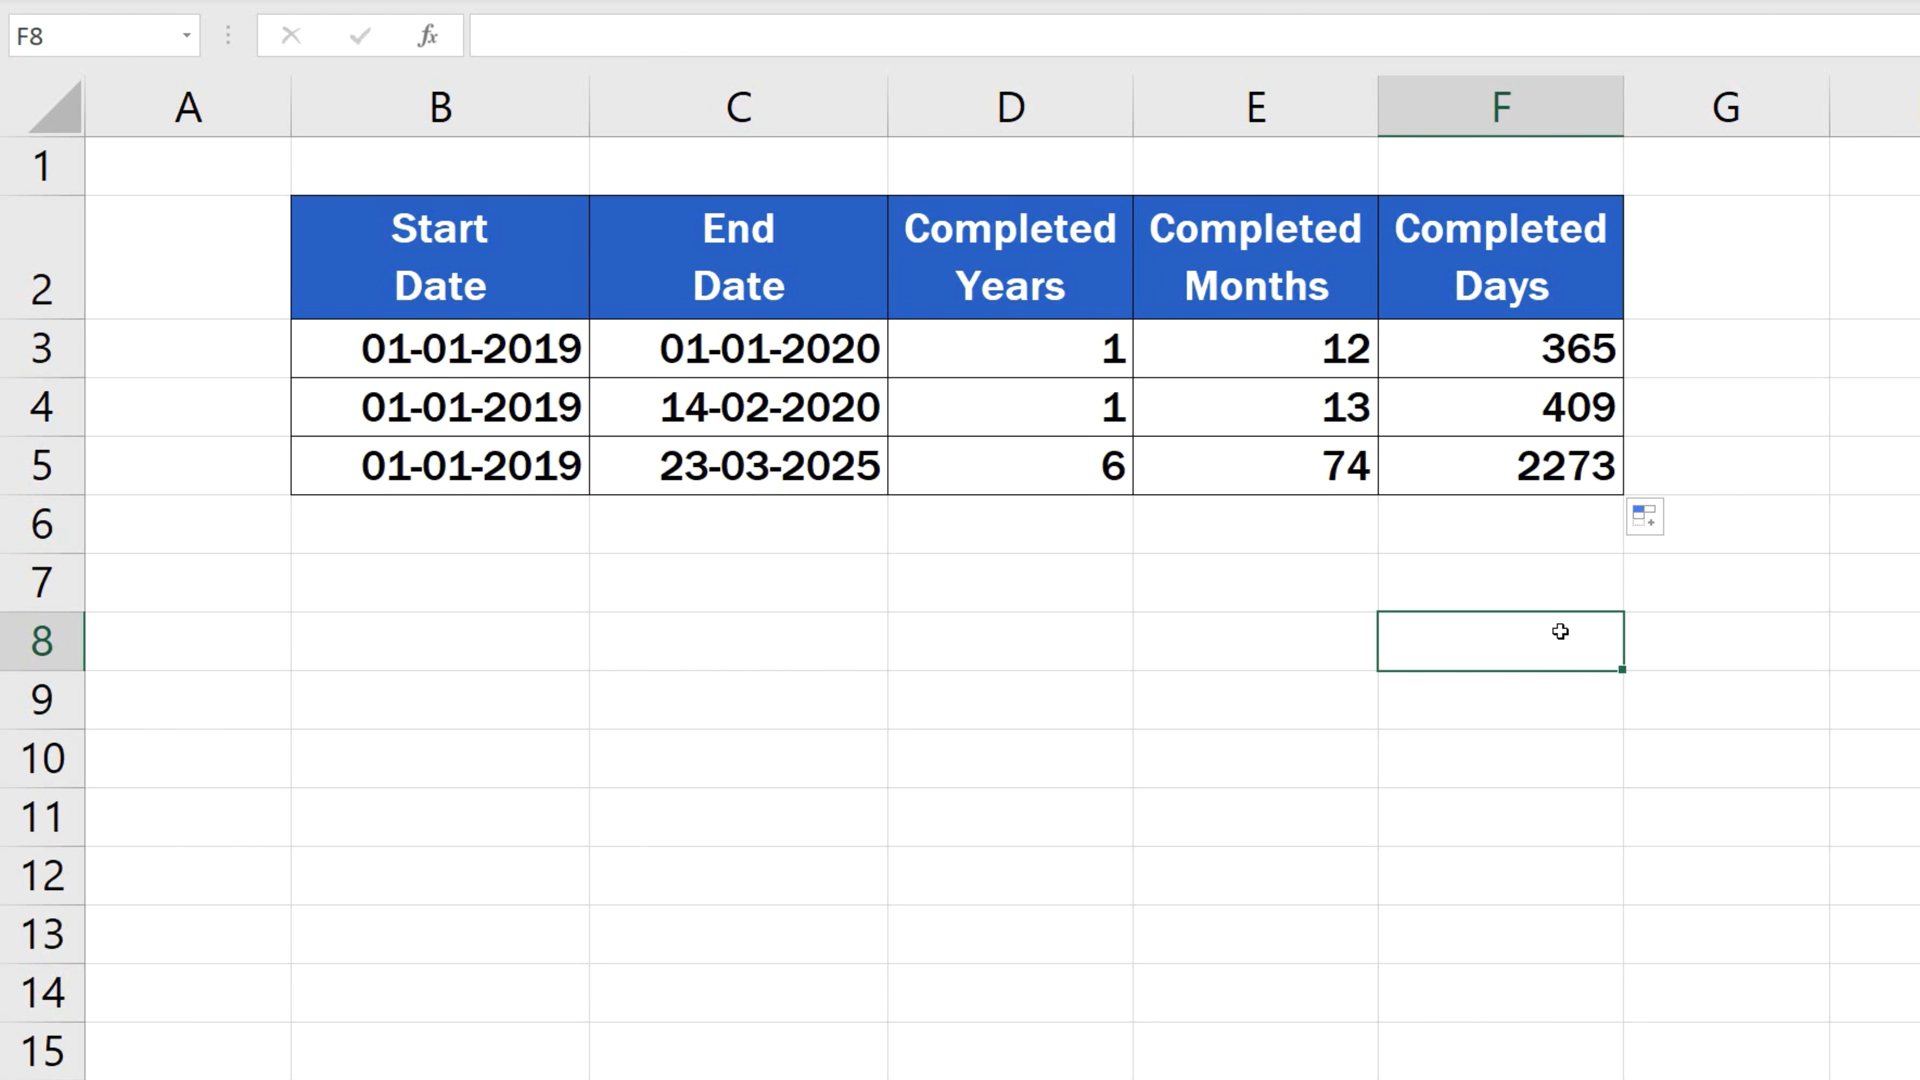 F8 fx
A B C D E F G
1
2 Start Date End Date Completed Years Completed Months Completed Days
3 01-01-2019 01-01-2020 1 12 365
4 01-01-2019 14-02-2020 1 13 409
5 01-01-2019 23-03-2025 6 74 2273
6
7
8
9
10
11
12
13
14
15